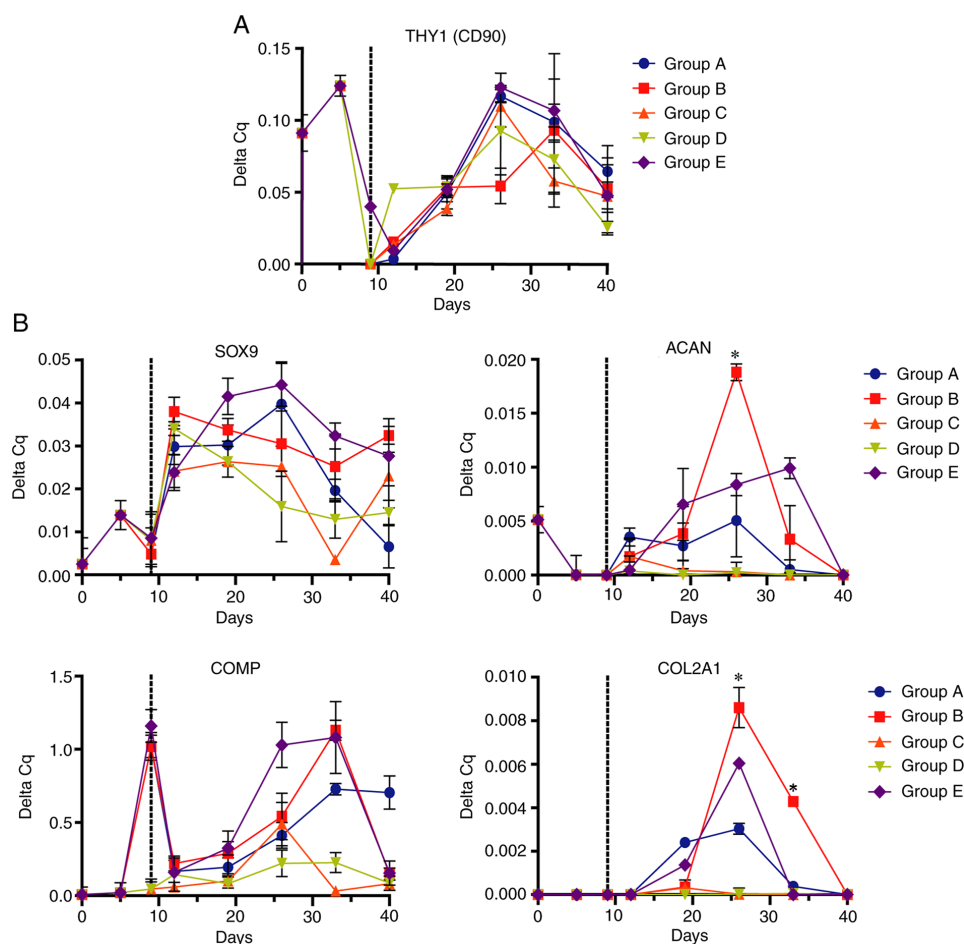 A
THY1 (CD90)
0.15
0.10
0.05
0.00
Delta Cq
0 10 20 30 40
Days
Group A
Group B
Group C
Group D
Group E
B
SOX9
0.05
0.04
0.03
0.02
0.01
0.00
Delta Cq
0 10 20 30 40
Days
ACAN
*
0.020
0.015
0.010
0.005
0.000
Delta Cq
0 10 20 30 40
Days
Group A
Group B
Group C
Group D
Group E
COMP
1.5
1.0
0.5
0.0
Delta Cq
0 10 20 30 40
Days
COL2A1
*
*
0.010
0.008
0.006
0.004
0.002
0.000
Delta Cq
0 10 20 30 40
Days
Group A
Group B
Group C
Group D
Group E